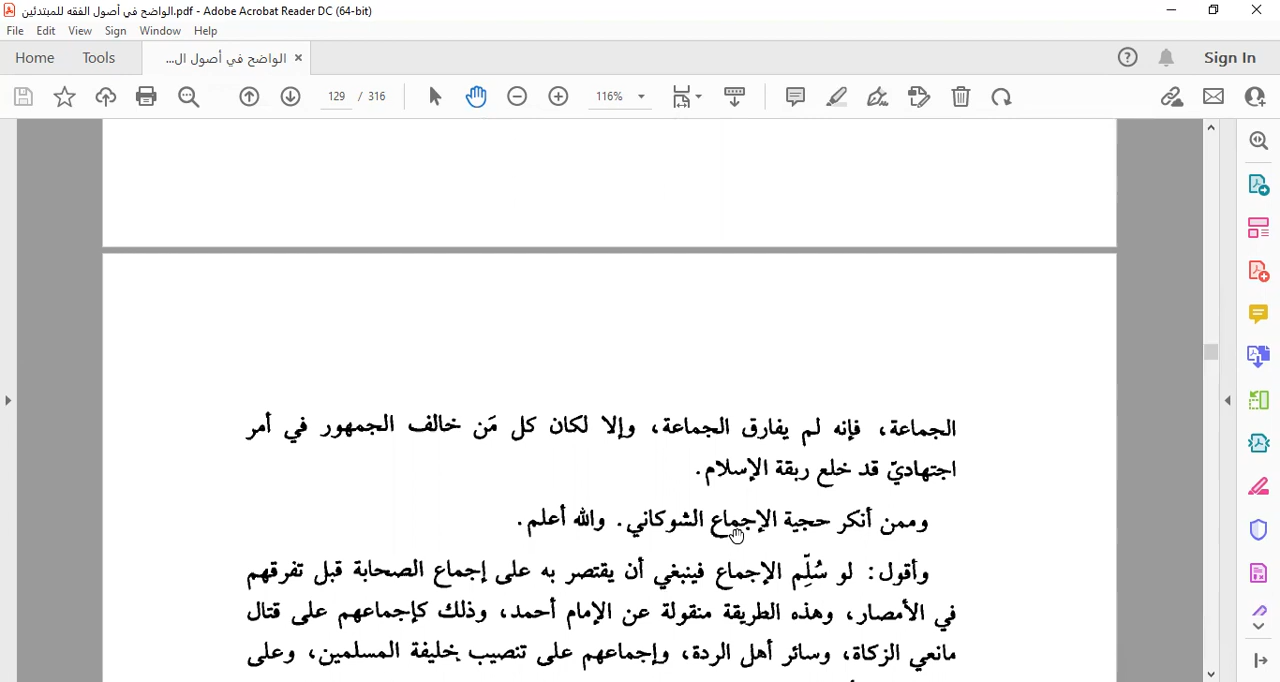 الواضح في أصول الفقه للمبتدئين.pdf - Adobe Acrobat Reader DC (64-bit)
File Edit View Sign Window Help
Home Tools الواضح في أصول ال... × Sign In
129 / 316 116%
الجماعة، فإنه لم يفارق الجماعة، وإلا لكان كل مَن خالف الجمهور في أمر
اجتهاديّ قد خلع ربقة الإسلام.
وممن أنكر حجية الإجماع الشوكاني. والله أعلم.
وأقول: لو سُلِّم الإجماع فينبغي أن يقتصر به على إجماع الصحابة قبل تفرقهم
في الأمصار، وهذه الطريقة منقولة عن الإمام أحمد، وذلك كإجماعهم على قتال
مانعي الزكاة، وسائر أهل الردة، وإجماعهم على تنصيب خليفة المسلمين، وعلى